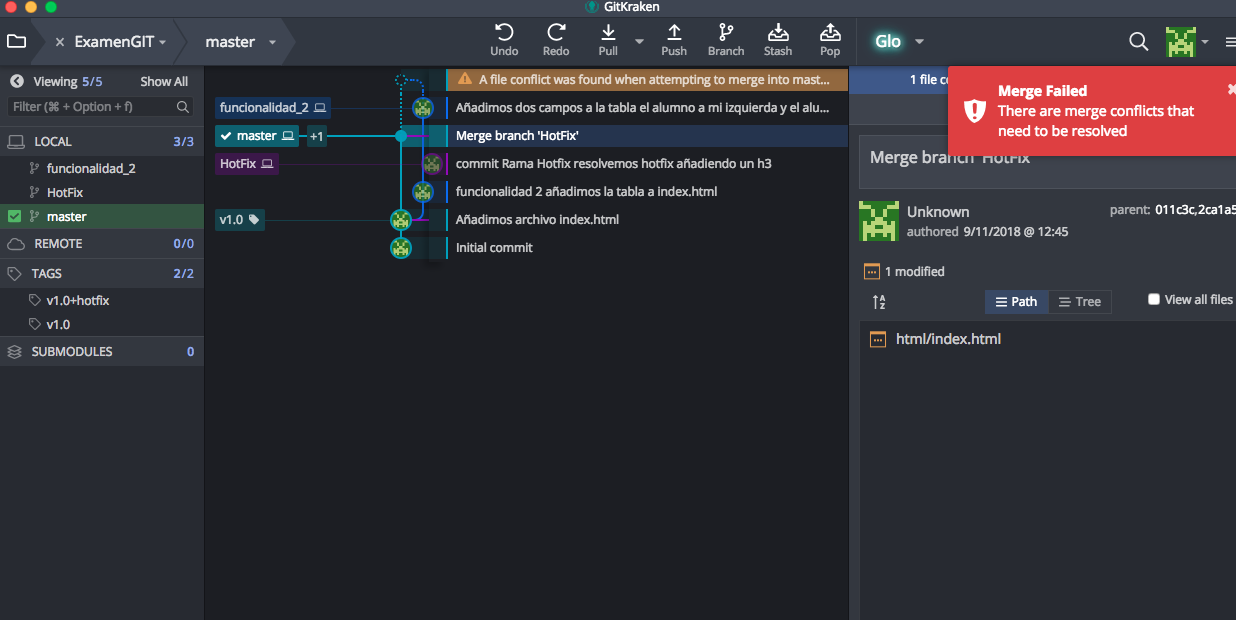 GitKraken
ExamenGIT
master
Undo
Redo
Pull
Push
Branch
Stash
Pop
Glo
Viewing 5/5
Show All
Filter (⌘ + Option + f)
LOCAL 3/3
funcionalidad_2
HotFix
master
REMOTE 0/0
TAGS 2/2
v1.0+hotfix
v1.0
SUBMODULES 0
A file conflict was found when attempting to merge into mast...
funcionalidad_2
Añadimos dos campos a la tabla el alumno a mi izquierda y el alu...
master +1
Merge branch 'HotFix'
HotFix
commit Rama Hotfix resolvemos hotfix añadiendo un h3
funcionalidad 2 añadimos la tabla a index.html
v1.0
Añadimos archivo index.html
Initial commit
1 file
Merge Failed
There are merge conflicts that
need to be resolved
Merge branch 'HotFix'
Unknown
authored 9/11/2018 @ 12:45
parent: 011c3c,2ca1a5
1 modified
Path
Tree
View all files
html/index.html